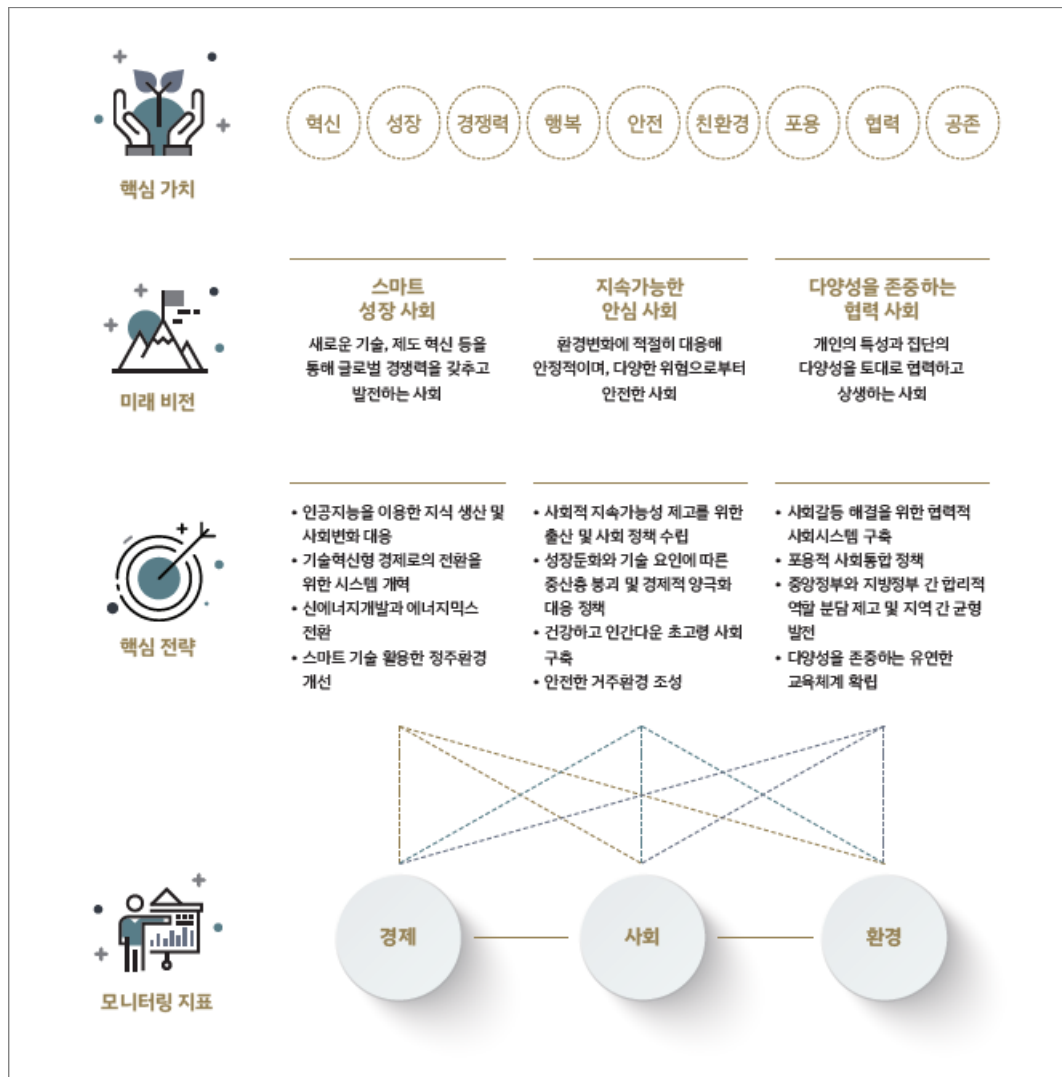 혁신
성장
경쟁력
행복
안전
친환경
포용
협력
공존
핵심 가치
스마트
성장 사회
새로운 기술, 제도 혁신 등을
통해 글로벌 경쟁력을 갖추고
발전하는 사회
지속가능한
안심 사회
환경변화에 적절히 대응해
안정적이며, 다양한 위험으로부터
안전한 사회
다양성을 존중하는
협력 사회
개인의 특성과 집단의
다양성을 토대로 협력하고
상생하는 사회
미래 비전
• 인공지능을 이용한 지식 생산 및
사회변화 대응
• 기술혁신형 경제로의 전환을
위한 시스템 개혁
• 신에너지개발과 에너지믹스
전환
• 스마트 기술 활용한 정주환경
개선
• 사회적 지속가능성 제고를 위한
출산 및 사회 정책 수립
• 성장둔화와 기술 요인에 따른
중산층 붕괴 및 경제적 양극화
대응 정책
• 건강하고 인간다운 초고령 사회
구축
• 안전한 거주환경 조성
• 사회갈등 해결을 위한 협력적
사회시스템 구축
• 포용적 사회통합 정책
• 중앙정부와 지방정부 간 합리적
역할 분담 제고 및 지역 간 균형
발전
• 다양성을 존중하는 유연한
교육체계 확립
핵심 전략
경제
사회
환경
모니터링 지표